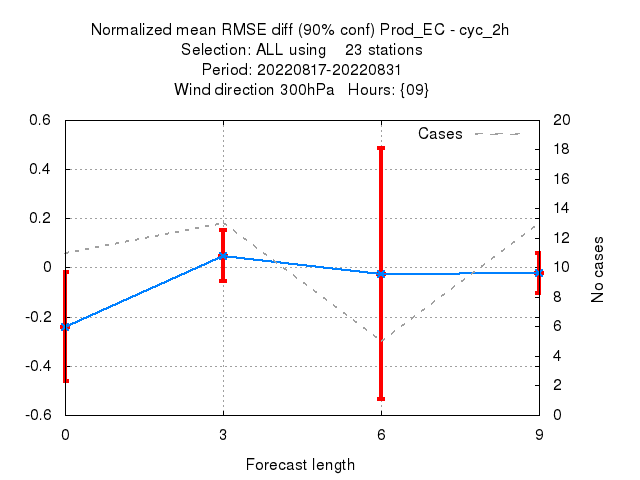 Normalized mean RMSE diff (90% conf) Prod_EC - cyc_2h
Selection: ALL using    23 stations
Period: 20220817-20220831
Wind direction 300hPa   Hours: {09}
Cases
0.6
0.4
0.2
0
-0.2
-0.4
-0.6
20
18
16
14
12
10
8
6
4
2
0
No cases
0 3 6 9
Forecast length